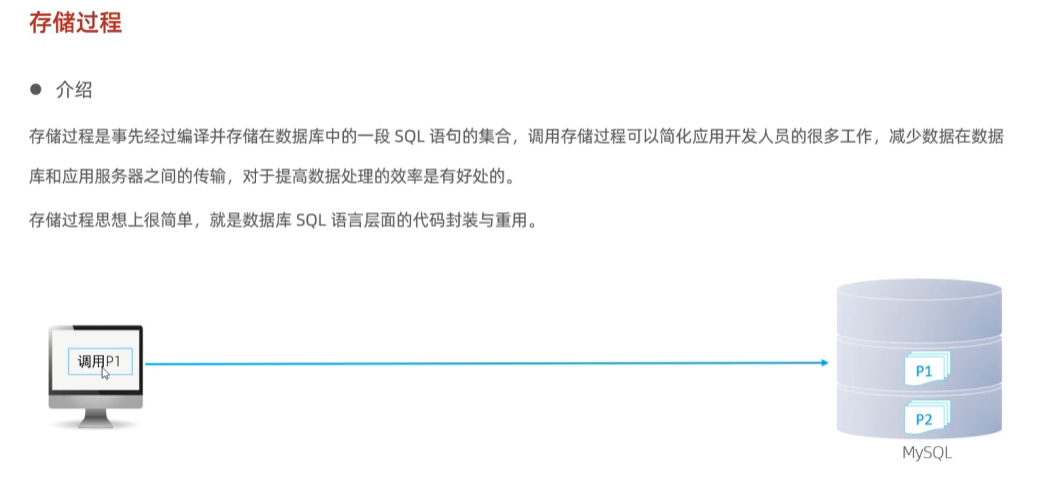 存储过程
介绍
存储过程是事先经过编译并存储在数据库中的一段 SQL 语句的集合，调用存储过程可以简化应用开发人员的很多工作，减少数据在数据
库和应用服务器之间的传输，对于提高数据处理的效率是有好处的。
存储过程思想上很简单，就是数据库 SQL 语言层面的代码封装与重用。
调用P1
P1
P2
MySQL